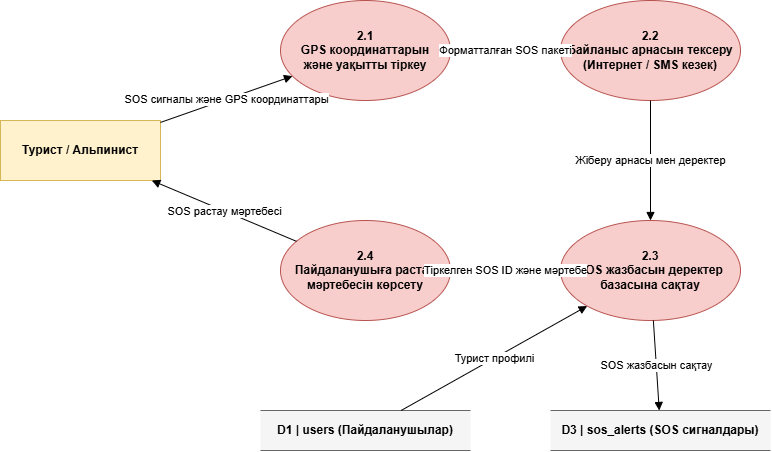 2.1
GPS координаттарын
және уақытты тіркеу
Форматталған SOS пакеті
2.2
байланыс арнасын тексеру
(Интернет / SMS кезек)
SOS сигналы және GPS координаттары
Турист / Альпинист
Жіберу арнасы мен деректер
SOS растау мәртебесі
2.4
Пайдаланушыға раста
мәртебесін көрсету
Тіркелген SOS ID және мәртебе
2.3
OS жазбасын деректер
базасына сақтау
Турист профилі
SOS жазбасын сақтау
D1 | users (Пайдаланушылар)
D3 | sos_alerts (SOS сигналдары)